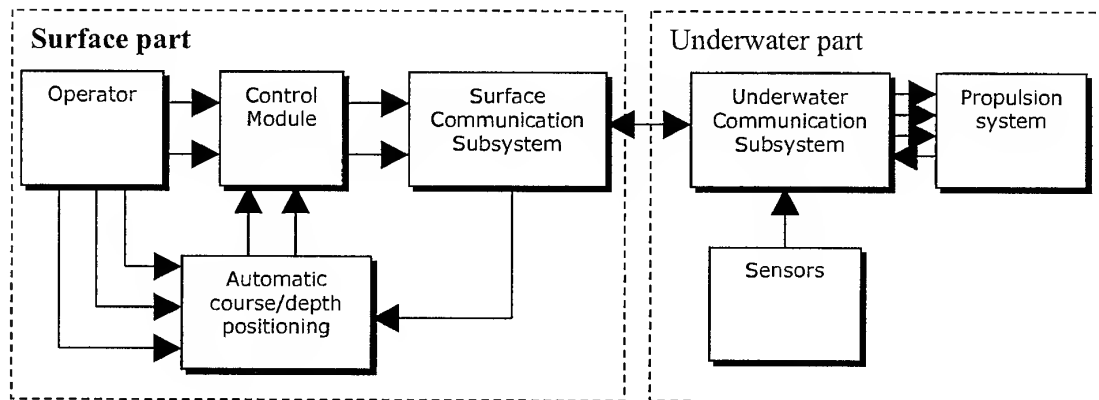 Surface part
Operator
Control
Module
Surface
Communication
Subsystem
Automatic
course/depth
positioning
Underwater part
Underwater
Communication
Subsystem
Propulsion
system
Sensors